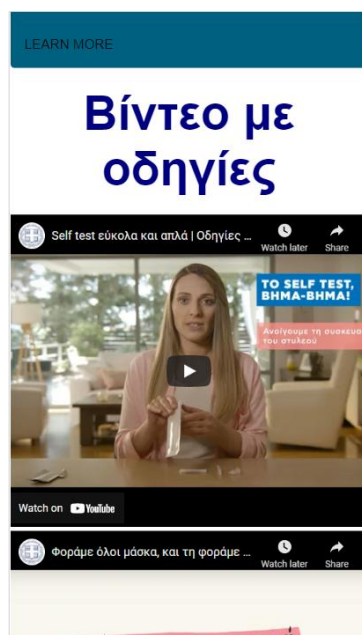 LEARN MORE
Βίντεο με
οδηγίες
Self test εύκολα και απλά | Οδηγίες ...
Watch later
Share
ΤΟ SELF TEST,
ΒΗΜΑ-ΒΗΜΑ!
Ανοίγουμε τη συσκευα
του στυλεού
Watch on YouTube
Φοράμε όλοι μάσκα, και τη φοράμε ...
Watch later
Share